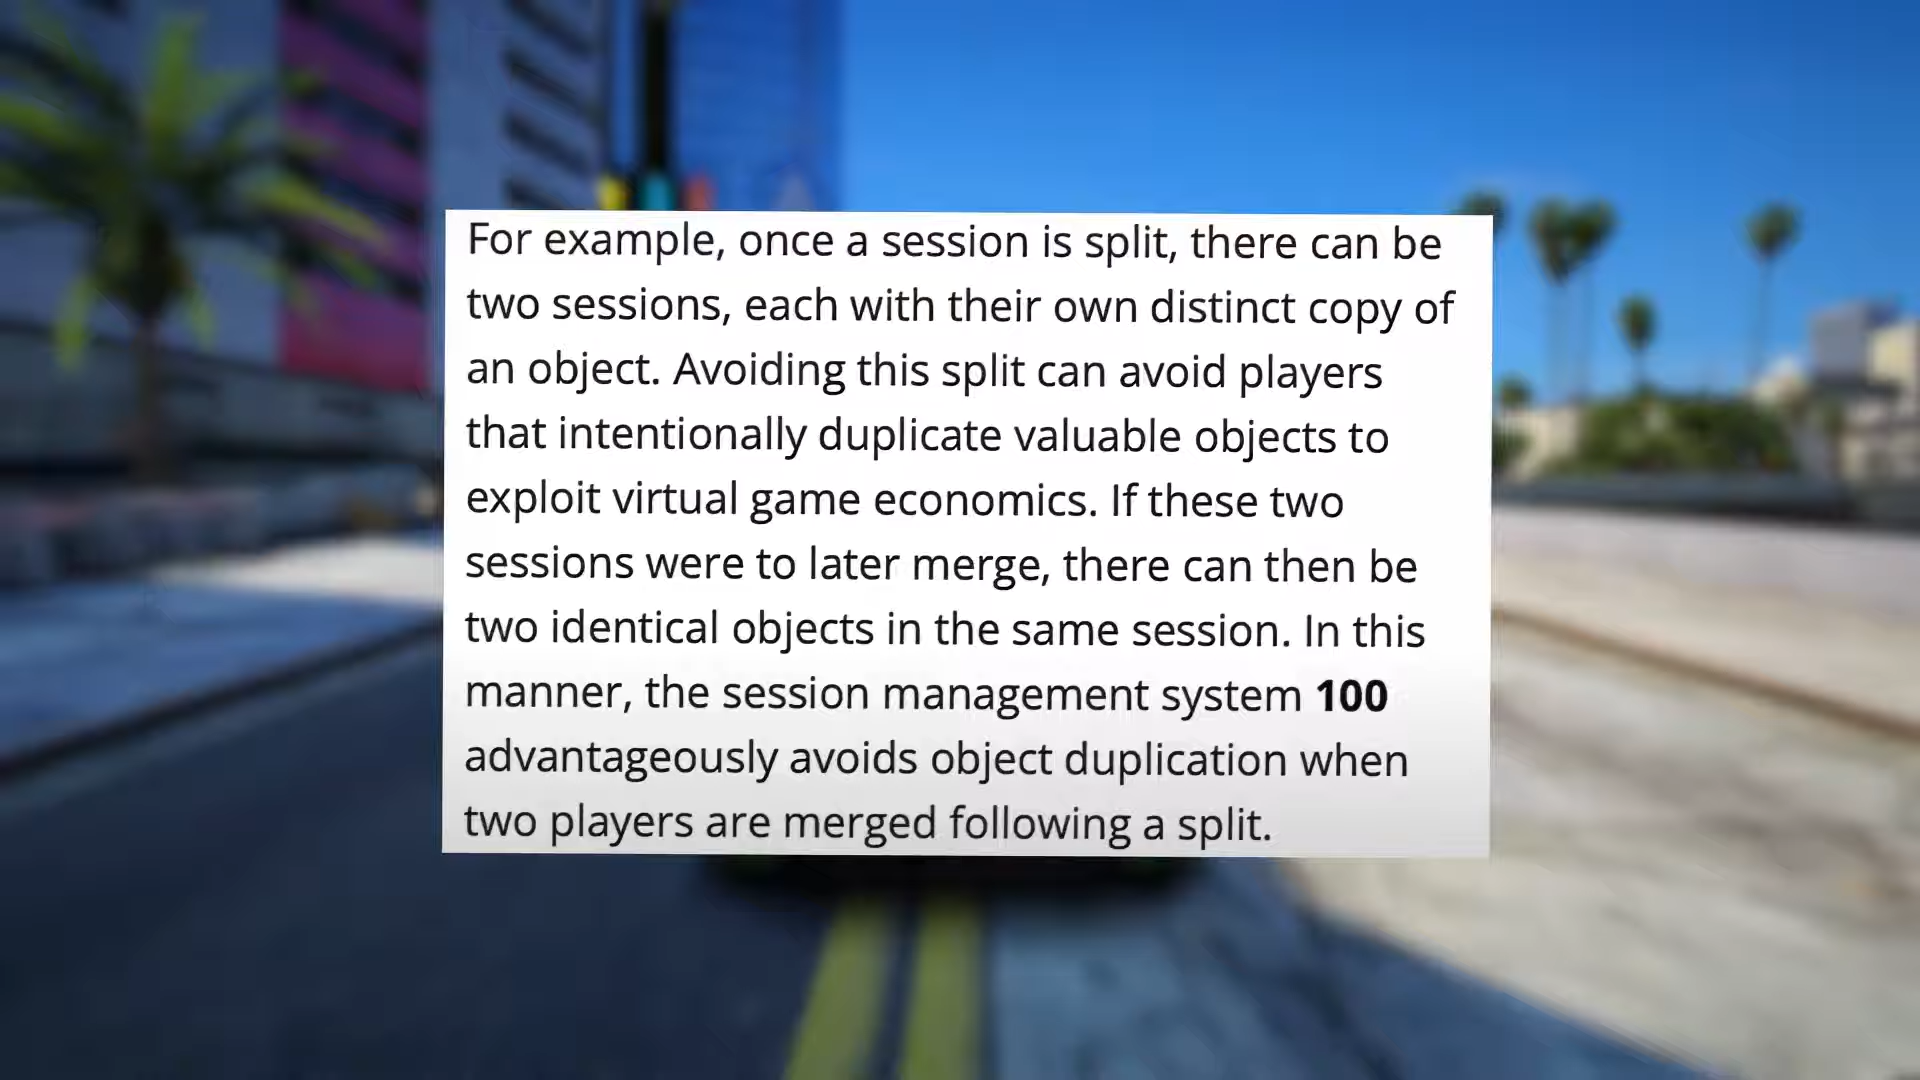 For example, once a session is split, there can be
two sessions, each with their own distinct copy of
an object. Avoiding this split can avoid players
that intentionally duplicate valuable objects to
exploit virtual game economics. If these two
sessions were to later merge, there can then be
two identical objects in the same session. In this
manner, the session management system 100
advantageously avoids object duplication when
two players are merged following a split.